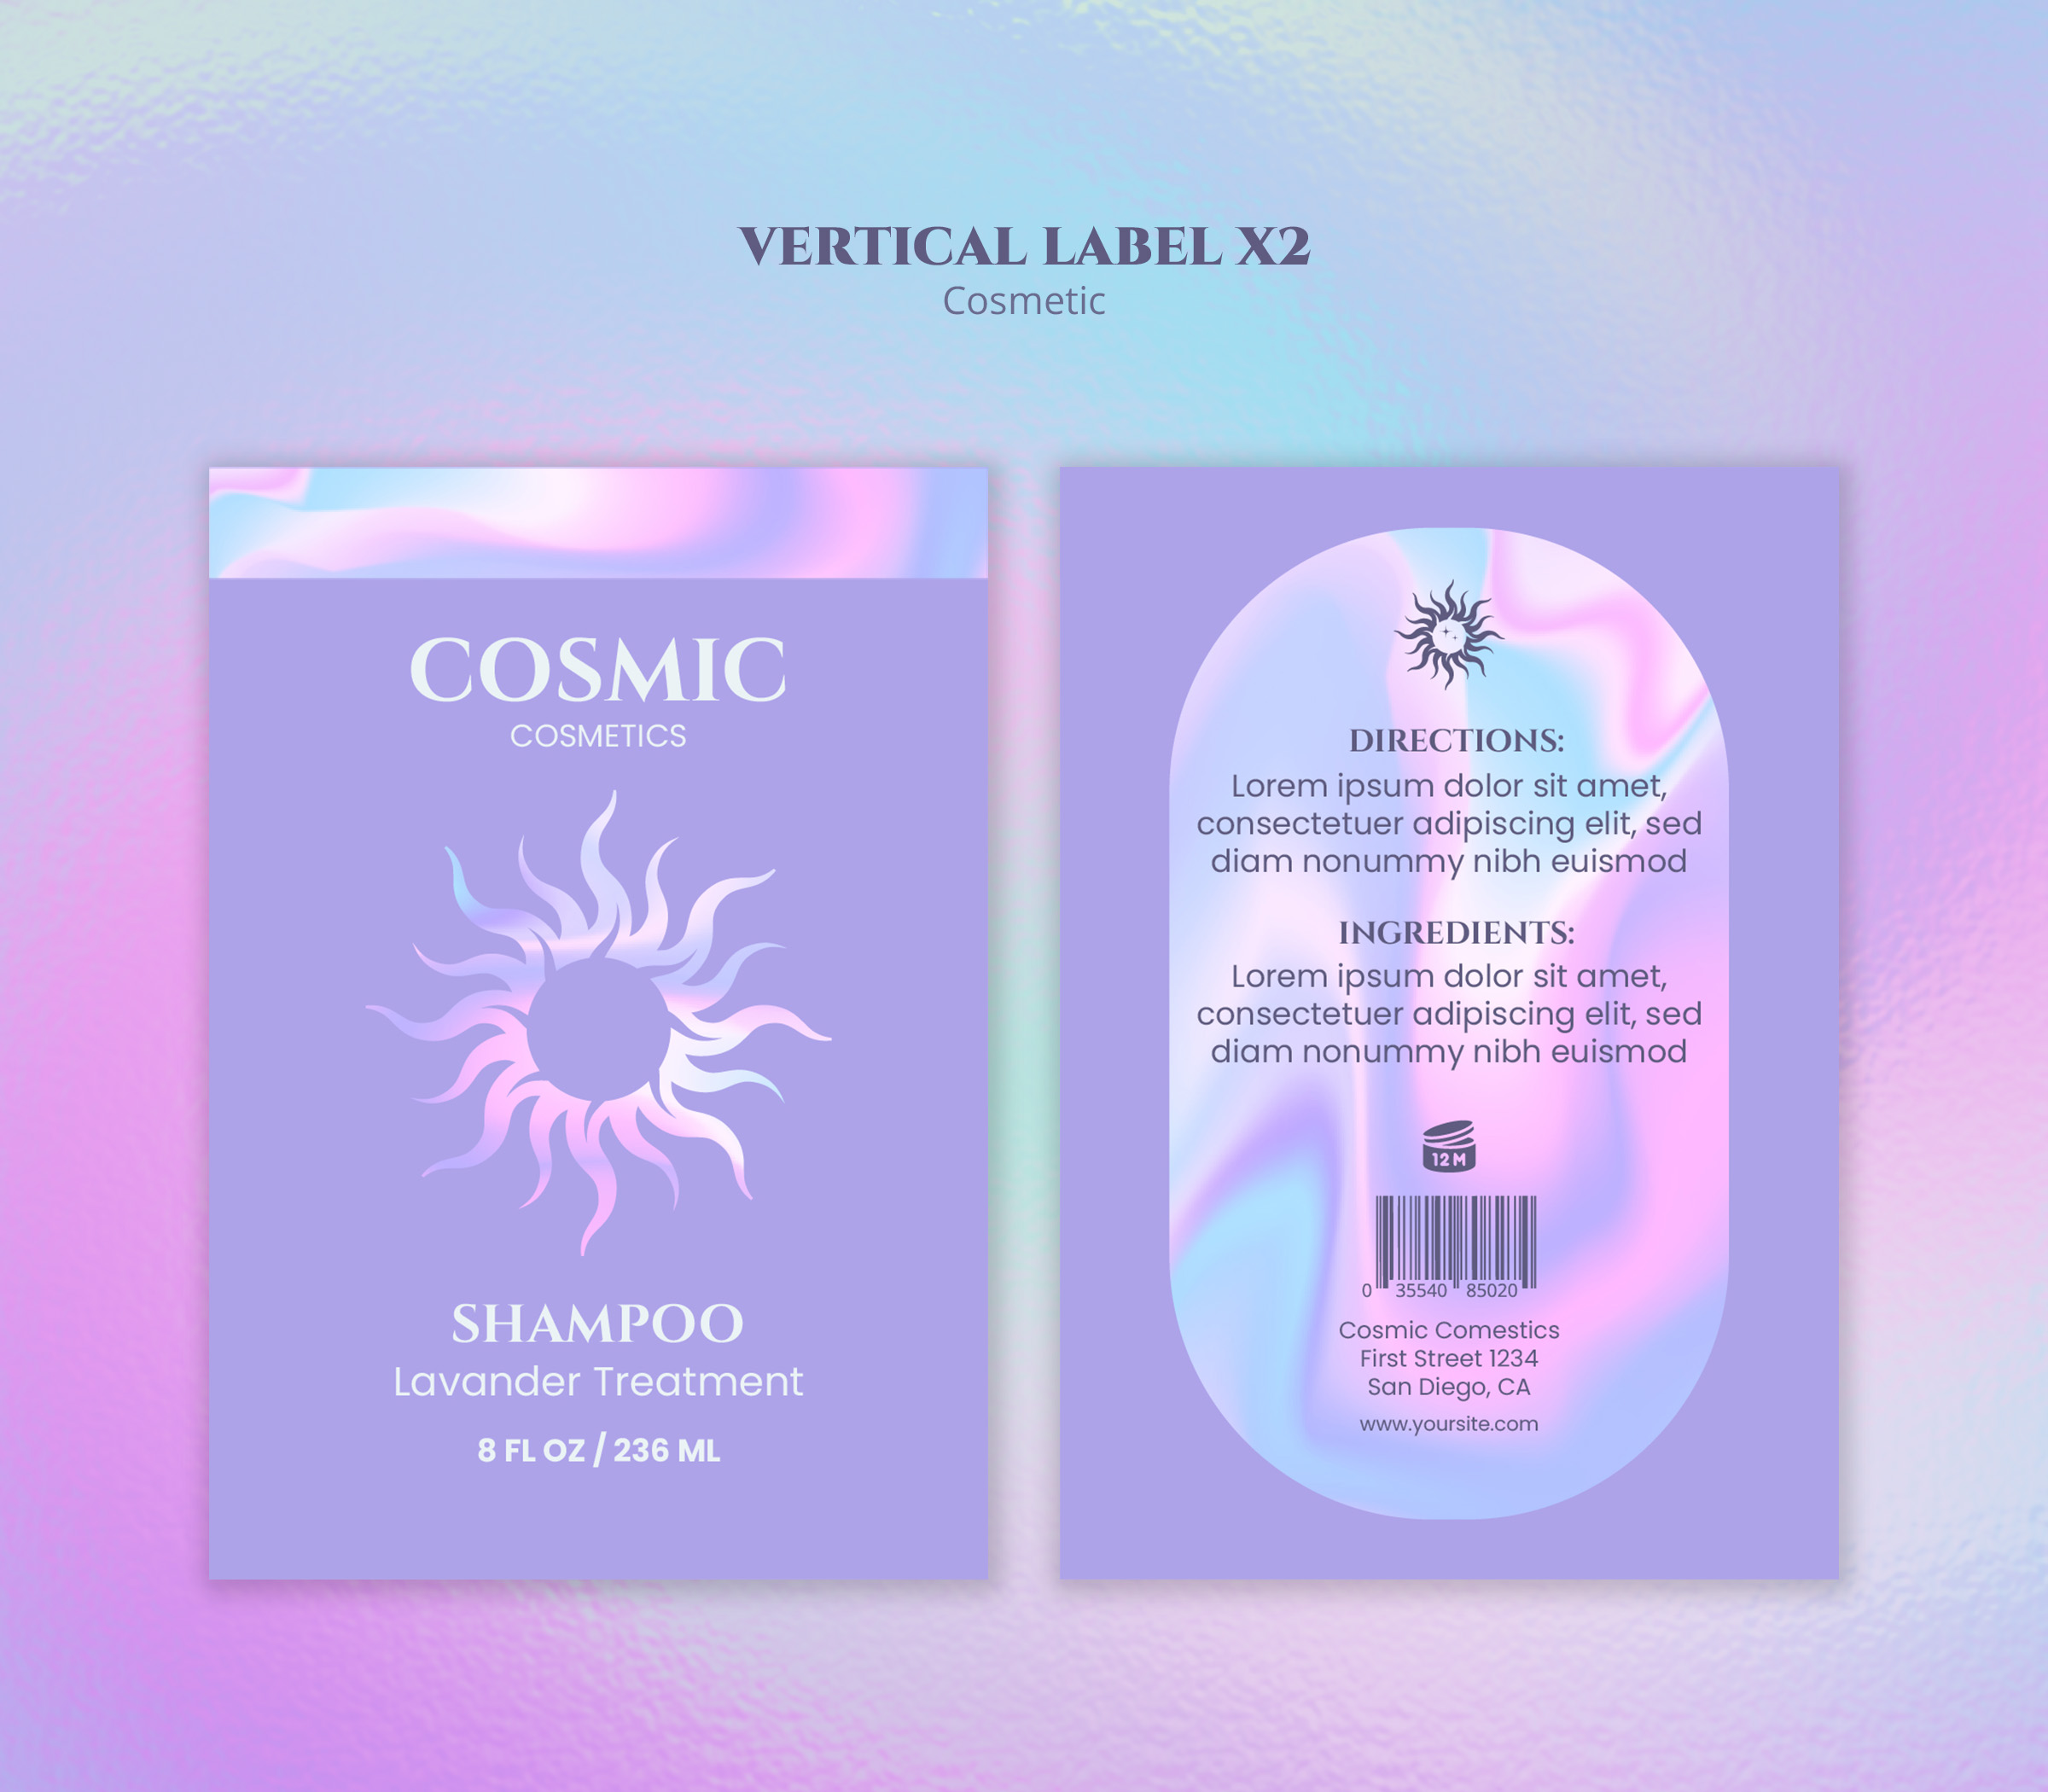 VERTICAL LABEL X2
Cosmetic
COSMIC
COSMETICS
SHAMPOO
Lavander Treatment
8 FL OZ / 236 ML
DIRECTIONS:
Lorem ipsum dolor sit amet,
consectetuer adipiscing elit, sed
diam nonummy nibh euismod
INGREDIENTS:
Lorem ipsum dolor sit amet,
consectetuer adipiscing elit, sed
diam nonummy nibh euismod
12 M
0 35540 85020
Cosmic Comestics
First Street 1234
San Diego, CA
www.yoursite.com